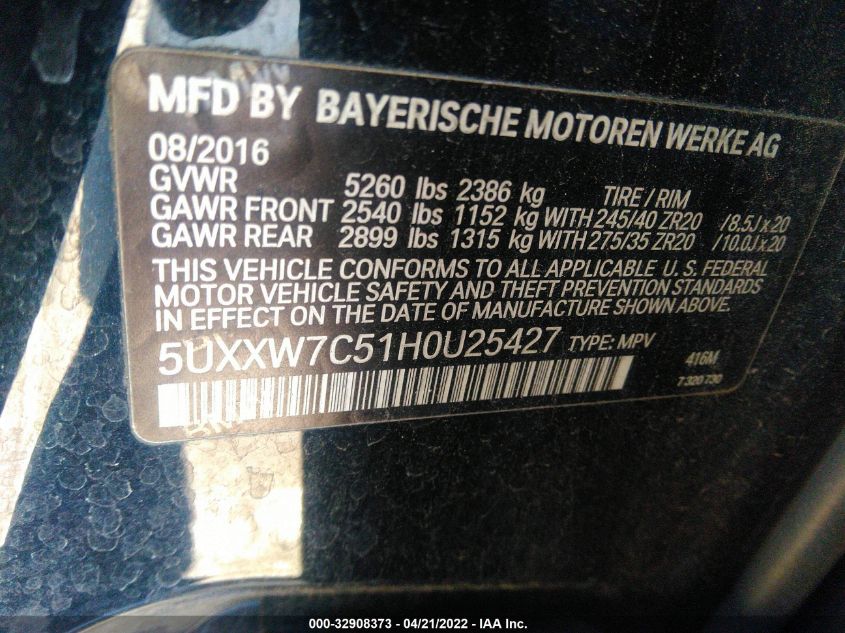 MFD BY BAYERISCHE MOTOREN WERKE AG
08/2016
GVWR 5260 lbs 2386 kg TIRE / RIM
GAWR FRONT 2540 lbs 1152 kg WITH 245/40 ZR20 /8.5J x 20
GAWR REAR 2899 lbs 1315 kg WITH 275/35 ZR20 /10.0J x 20
THIS VEHICLE CONFORMS TO ALL APPLICABLE U. S. FEDERAL
MOTOR VEHICLE SAFETY AND THEFT PREVENTION STANDARDS
IN EFFECT ON THE DATE OF MANUFACTURE SHOWN ABOVE.
5UXXW7C51H0U25427 TYPE: MPV 416M
7 320 730
000-32908373 - 04/21/2022 - IAA Inc.